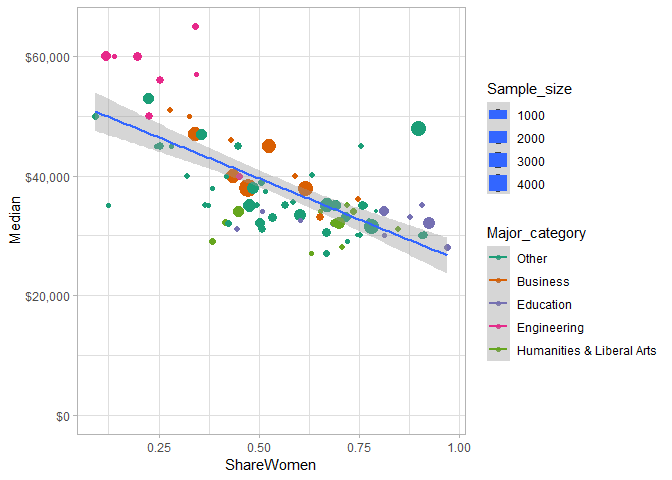 $60,000
$40,000
$20,000
$0
Median
0.25
0.50
0.75
1.00
ShareWomen
Sample_size
1000
2000
3000
4000
Major_category
Other
Business
Education
Engineering
Humanities & Liberal Arts